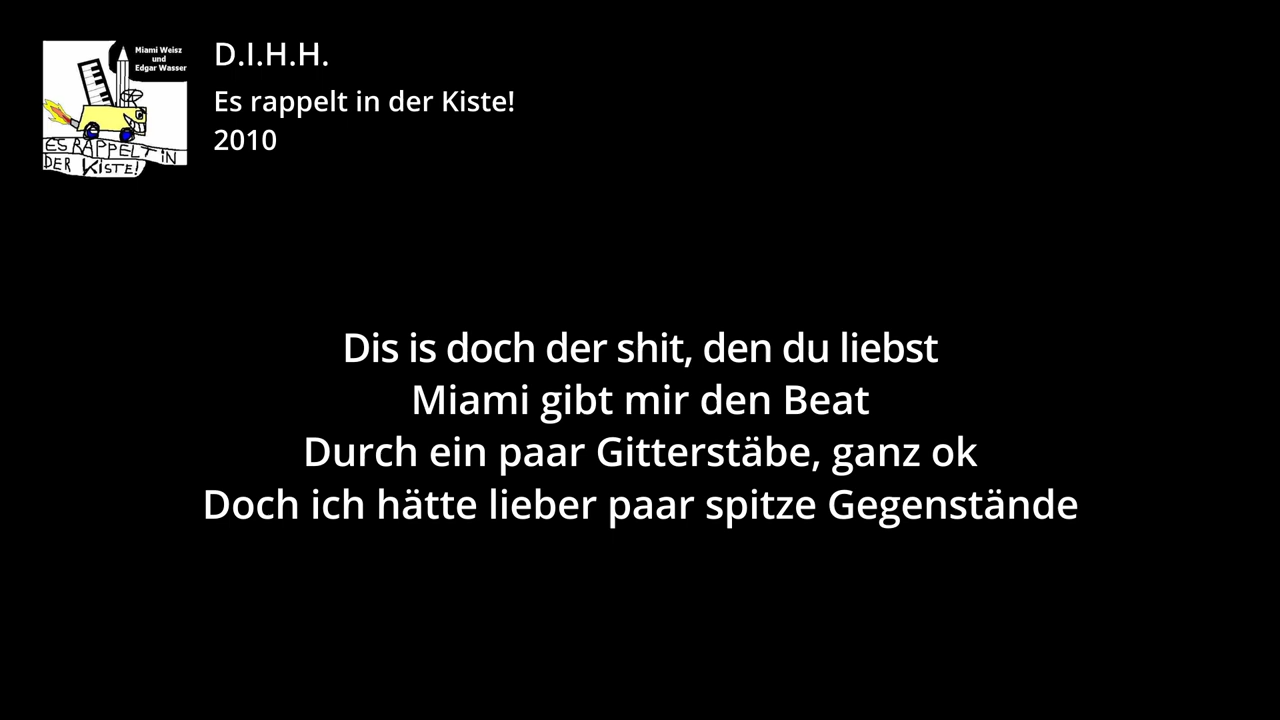 Miami Weisz
und
Edgar Wasser
ES RAPPELT IN
DER KISTE!
D.I.H.H.
Es rappelt in der Kiste!
2010
Dis is doch der shit, den du liebst
Miami gibt mir den Beat
Durch ein paar Gitterstäbe, ganz ok
Doch ich hätte lieber paar spitze Gegenstände